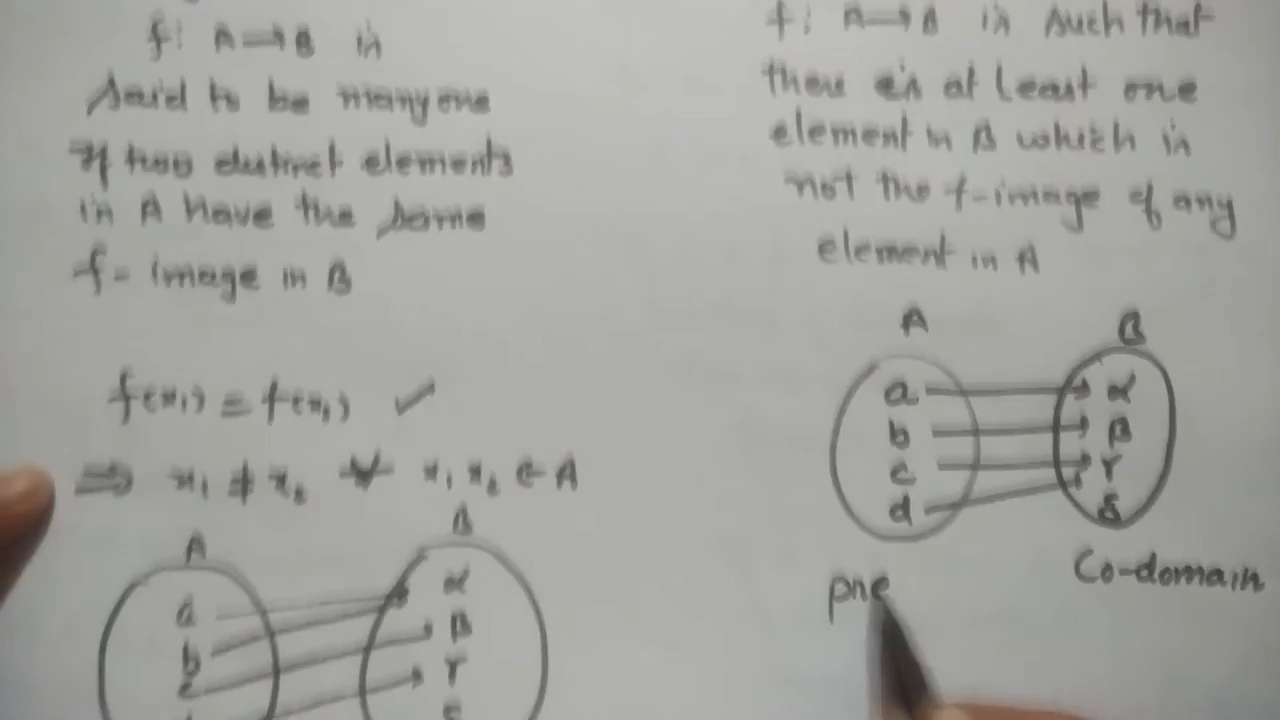 f: A→B is
said to be many one
if two distinct elements
in A have the same
f-image in B
f(x₁) = f(x₂) ✓
⇒ x₁ ≠ x₂ ∀ x₁ x₂ ∈ A
A B
a α
b β
c γ
f: A→B is such that
there is at least one
element in B which is
not the f-image of any
element in A
A B
a α
b β
c γ
d δ
Co-domain
pre